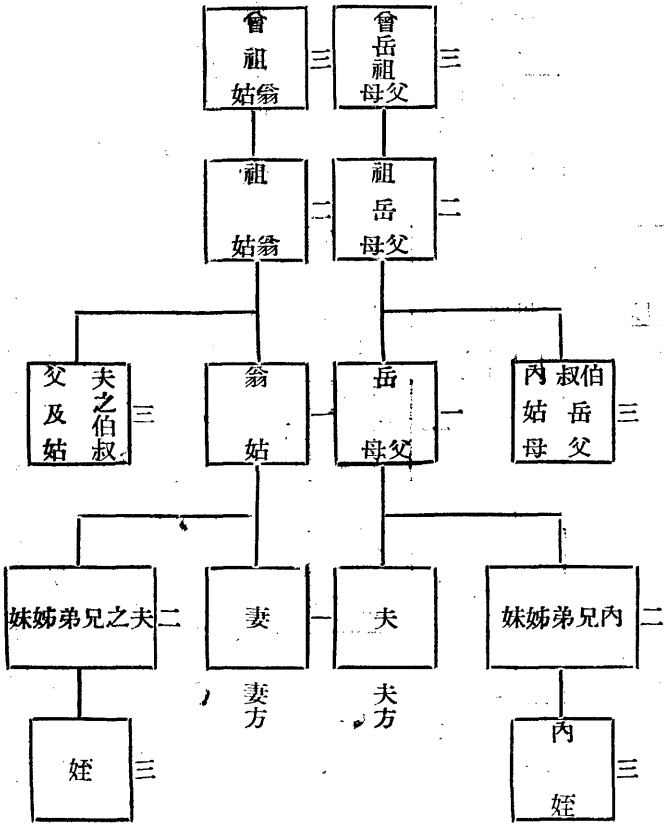 曾岳祖父母
三
曾祖翁姑
三
祖岳父母
二
祖翁姑
二
伯叔岳父
內姑母
三
岳父母
一
翁姑
一
夫之伯叔
父及姑
三
內兄弟姊妹
二
夫
妻
一
夫之兄弟姊妹
二
夫方
妻方
內姪
三
姪
三